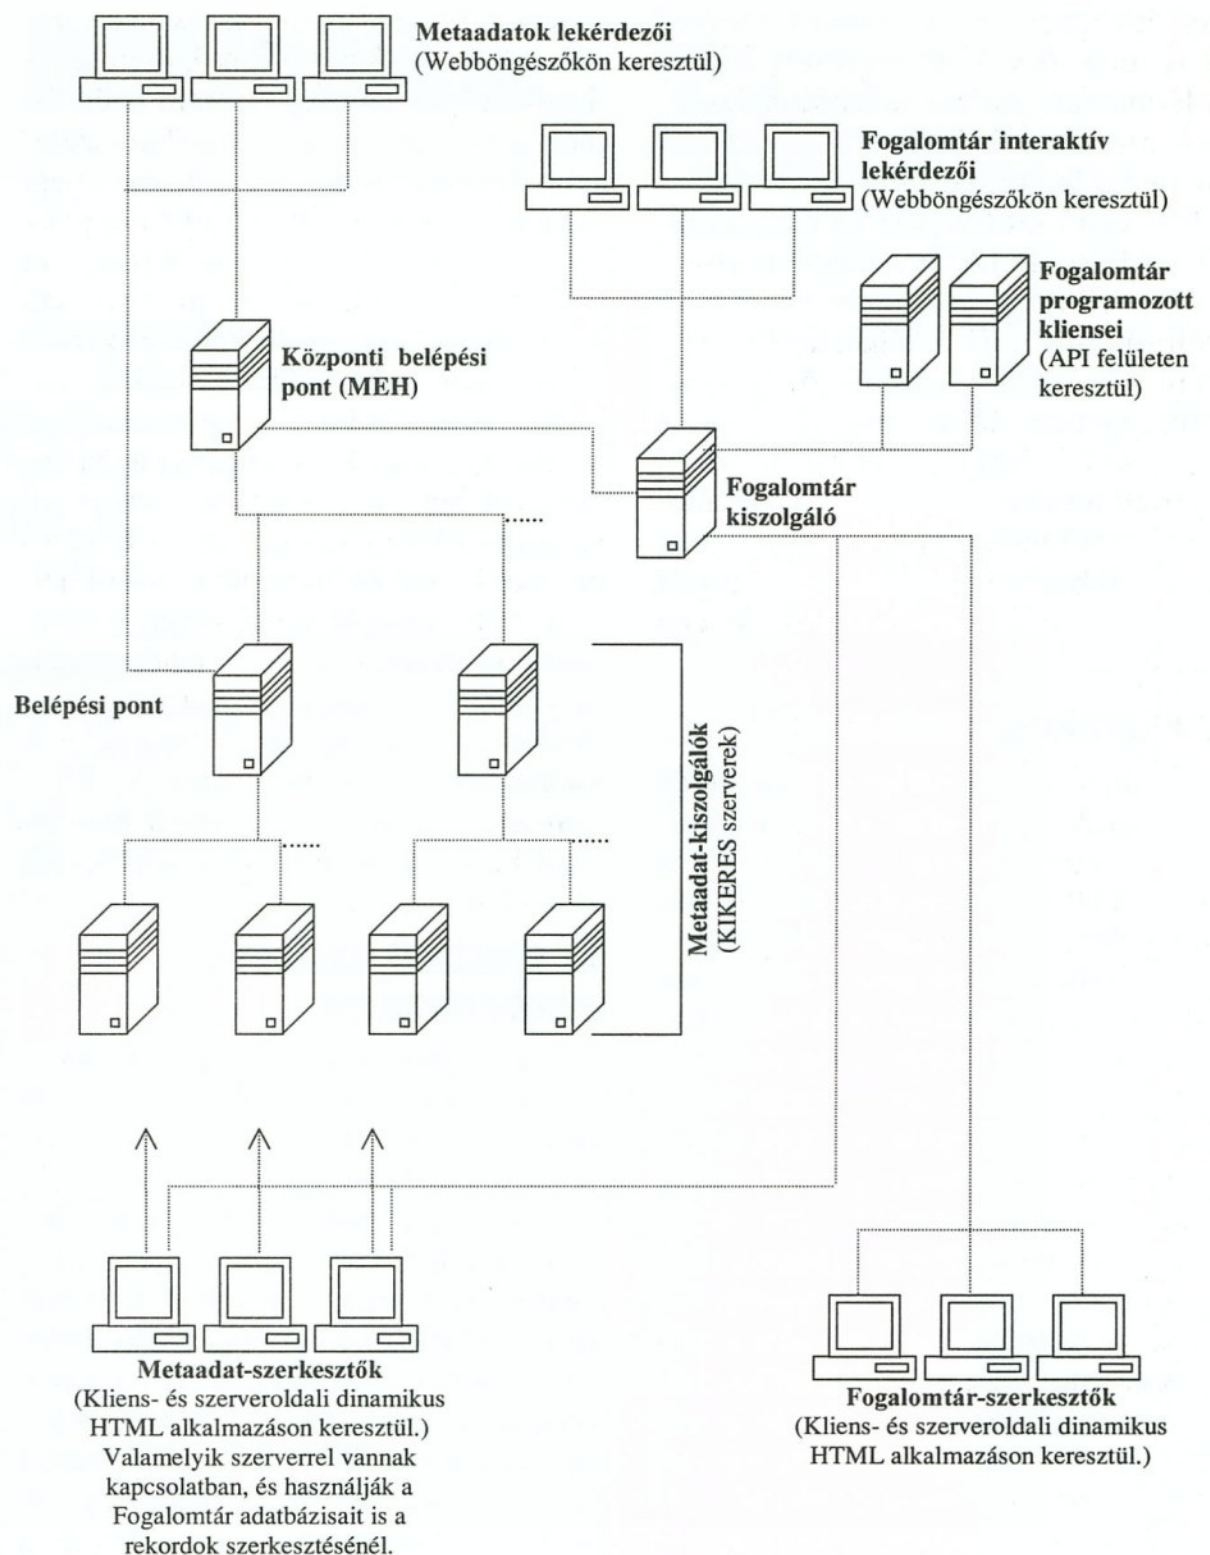 Metaadatok lekérdezői
(Webböngészőkön keresztül)
Fogalomtár interaktív
lekérdezői
(Webböngészőkön keresztül)
Fogalomtár
programozott
kliensei
(API felületen
keresztül)
Központi belépési
pont (MEH)
Fogalomtár
kiszolgáló
Belépési pont
Metaadat-kiszolgálók
(KIKERES szerverek)
Metaadat-szerkesztők
(Kliens- és szerveroldali dinamikus
HTML alkalmazáson keresztül.)
Valamelyik szerverrel vannak
kapcsolatban, és használják a
Fogalomtár adatbázisait is a
rekordok szerkesztésénél.
Fogalomtár-szerkesztők
(Kliens- és szerveroldali dinamikus
HTML alkalmazáson keresztül.)